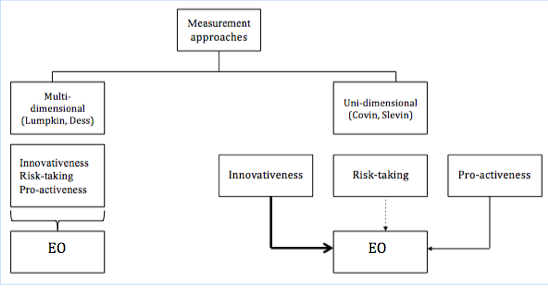 Measurement
approaches
Multi-
dimensional
(Lumpkin, Dess)
Uni-dimensional
(Covin, Slevin)
Innovativeness
Risk-taking
Pro-activeness
Innovativeness
Risk-taking
Pro-activeness
EO
EO